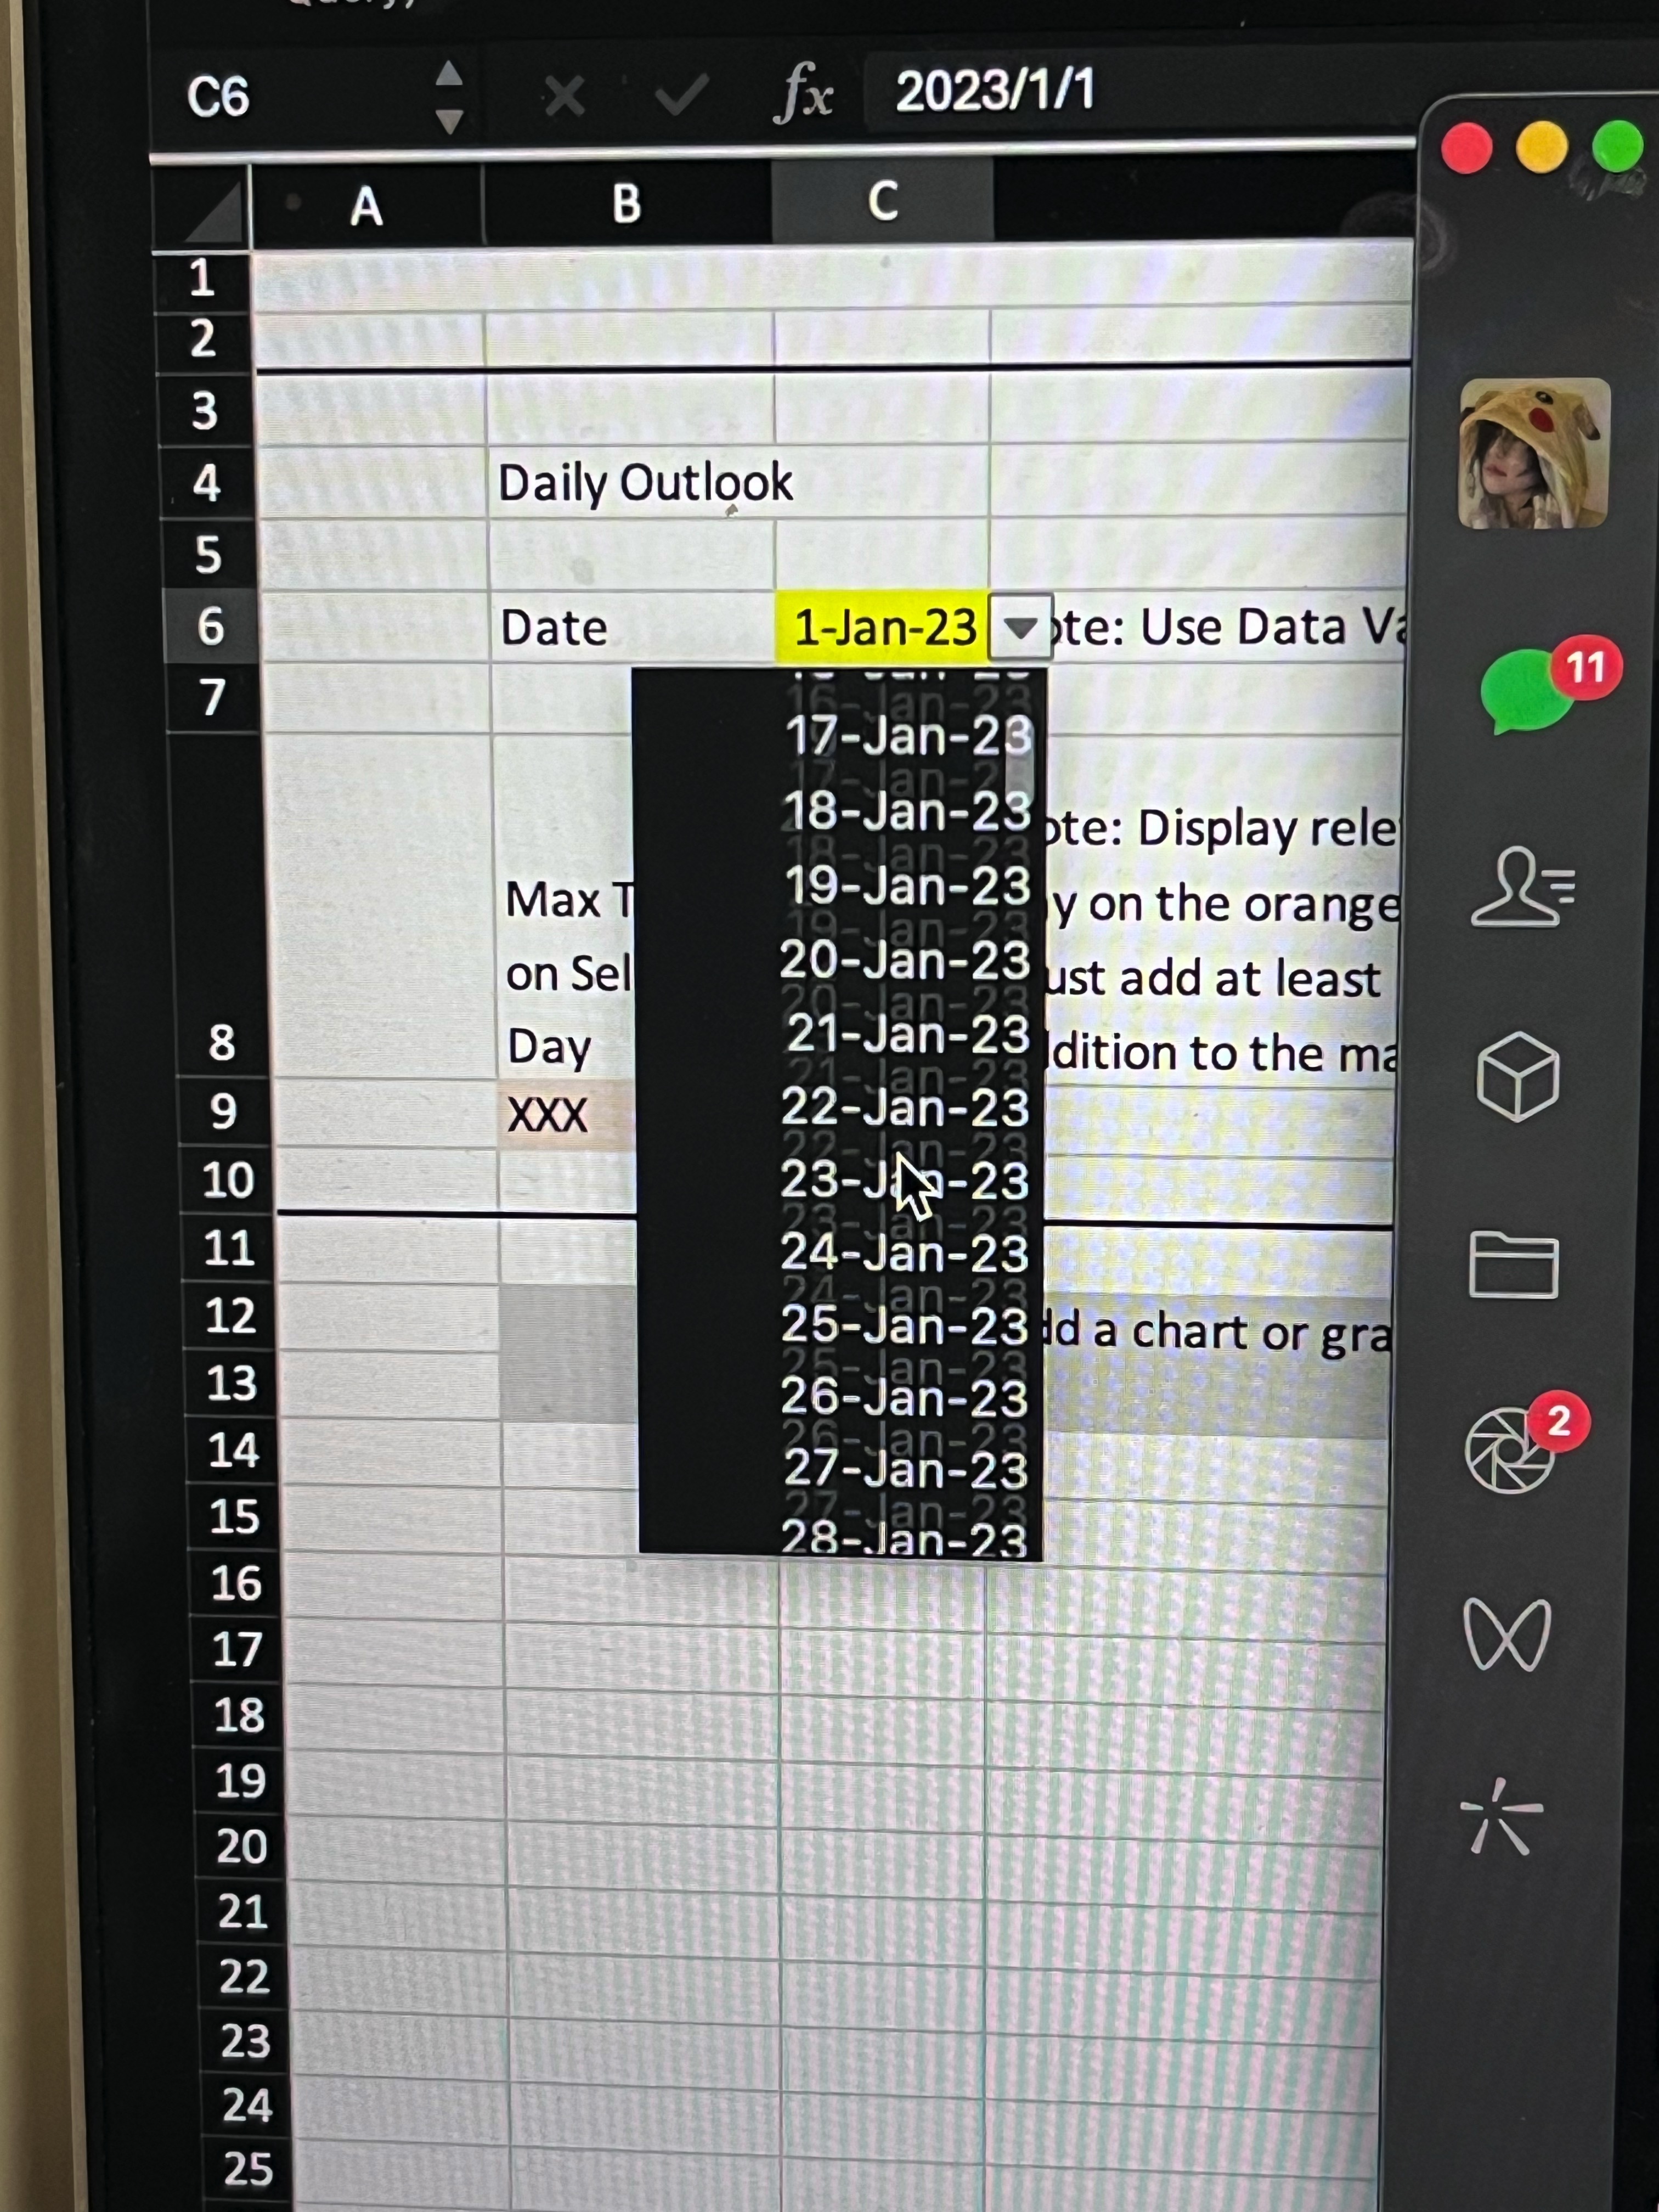 C6 fx 2023/1/1
A B C
1
2
3
4 Daily Outlook
5
6 Date 1-Jan-23 ote: Use Data Va
7
17-Jan-23
18-Jan-23
ote: Display rele
19-Jan-23
Max T y on the orange
20-Jan-23
on Sel ust add at least
21-Jan-23
8 Day dition to the ma
22-Jan-23
9 XXX
10 23-Jan-23
11 24-Jan-23
12 25-Jan-23 dd a chart or gra
13 26-Jan-23
14 27-Jan-23
15 28-Jan-23
16
17
18
19
20
21
22
23
24
25
11
2